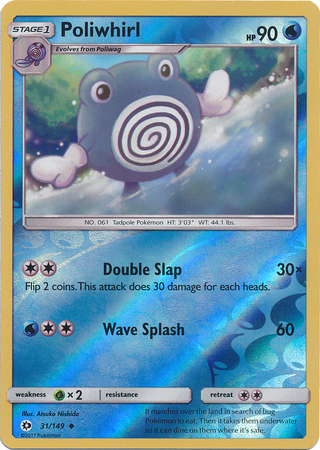 STAGE1 Poliwhirl HP 90
Evolves from Poliwag
NO. 061 Tadpole Pokémon HT: 3'03" WT: 44.1 lbs.
Double Slap 30×
Flip 2 coins. This attack does 30 damage for each heads.
Wave Splash 60
weakness ×2 resistance retreat
Illus. Atsuko Nishida
31/149 ◆
©2017 Pokémon
It marches over the land in search of bug
Pokémon to eat. Then it takes them underwater
so it can dine on them where it's safe.